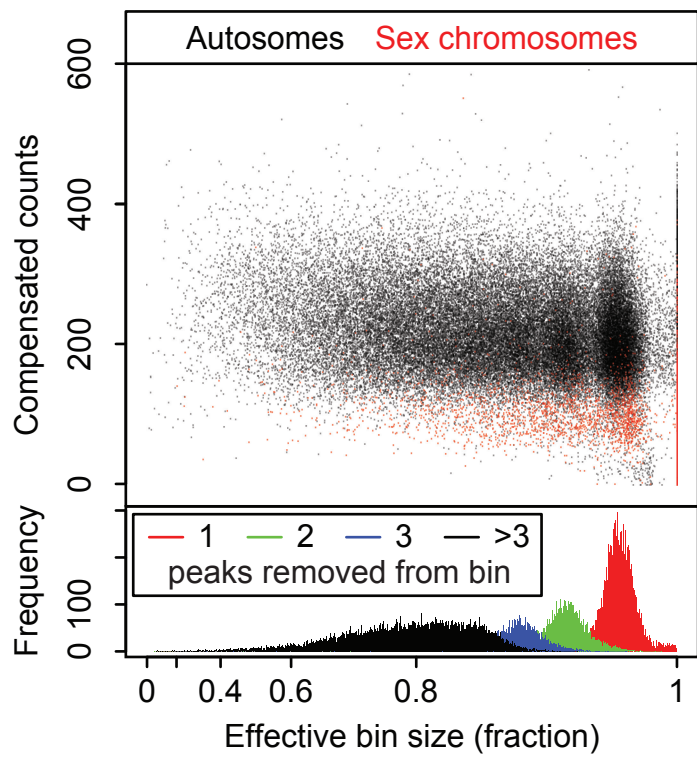 Autosomes Sex chromosomes
600
400
200
0
Compensated counts
1 2 3 >3
peaks removed from bin
100
0
Frequency
0 0.4 0.6 0.8 1
Effective bin size (fraction)